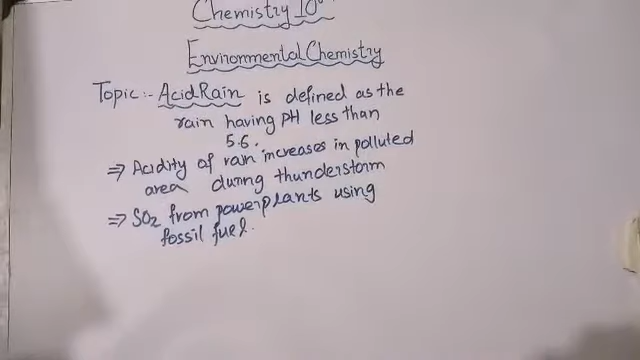 Chemistry 10th
Environmental Chemistry
Topic:- Acid Rain is defined as the
rain having pH less than
5.6.
⇒ Acidity of rain increases in polluted
area during thunderstorm
⇒ SO2 from powerplants using
fossil fuel.